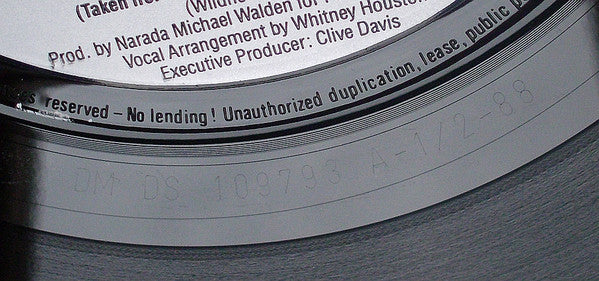 (Taken
Prod. by Narada Michael Walden for
Vocal Arrangement by Whitney Houston
Executive Producer: Clive Davis
reserved – No lending! Unauthorized duplication, lease, public
DM DS 109793 A-1/2-88